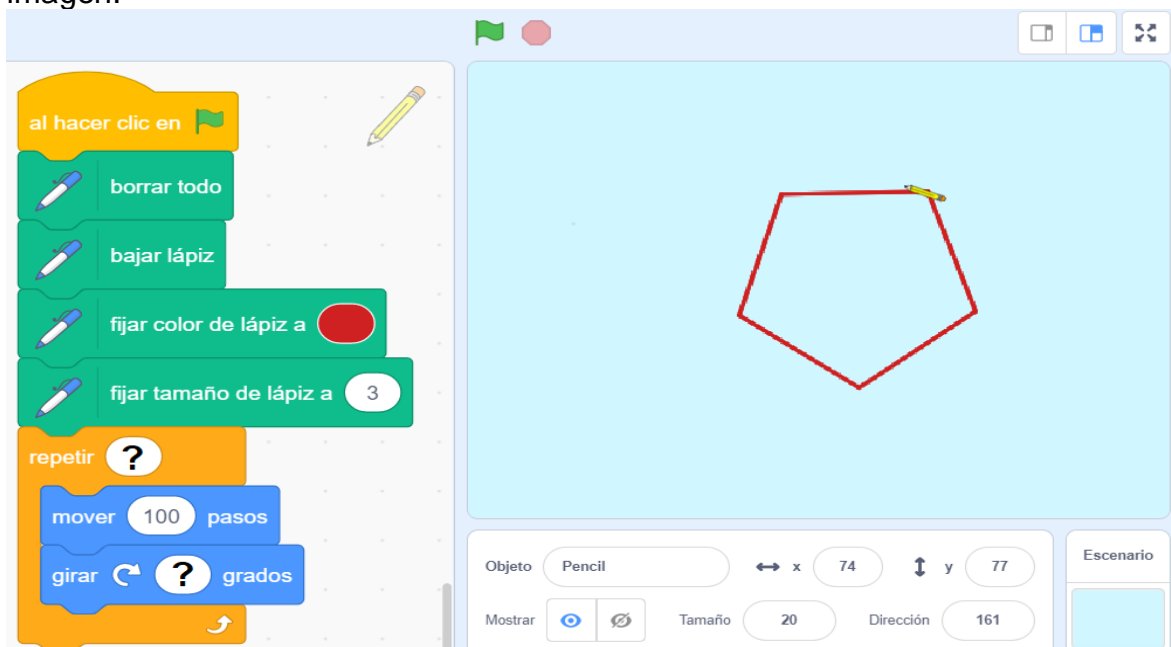 imagen.
al hacer clic en
borrar todo
bajar lápiz
fijar color de lápiz a
fijar tamaño de lápiz a 3
repetir ?
mover 100 pasos
girar ? grados
Objeto Pencil x 74 y 77
Mostrar Tamaño 20 Dirección 161
Escenario